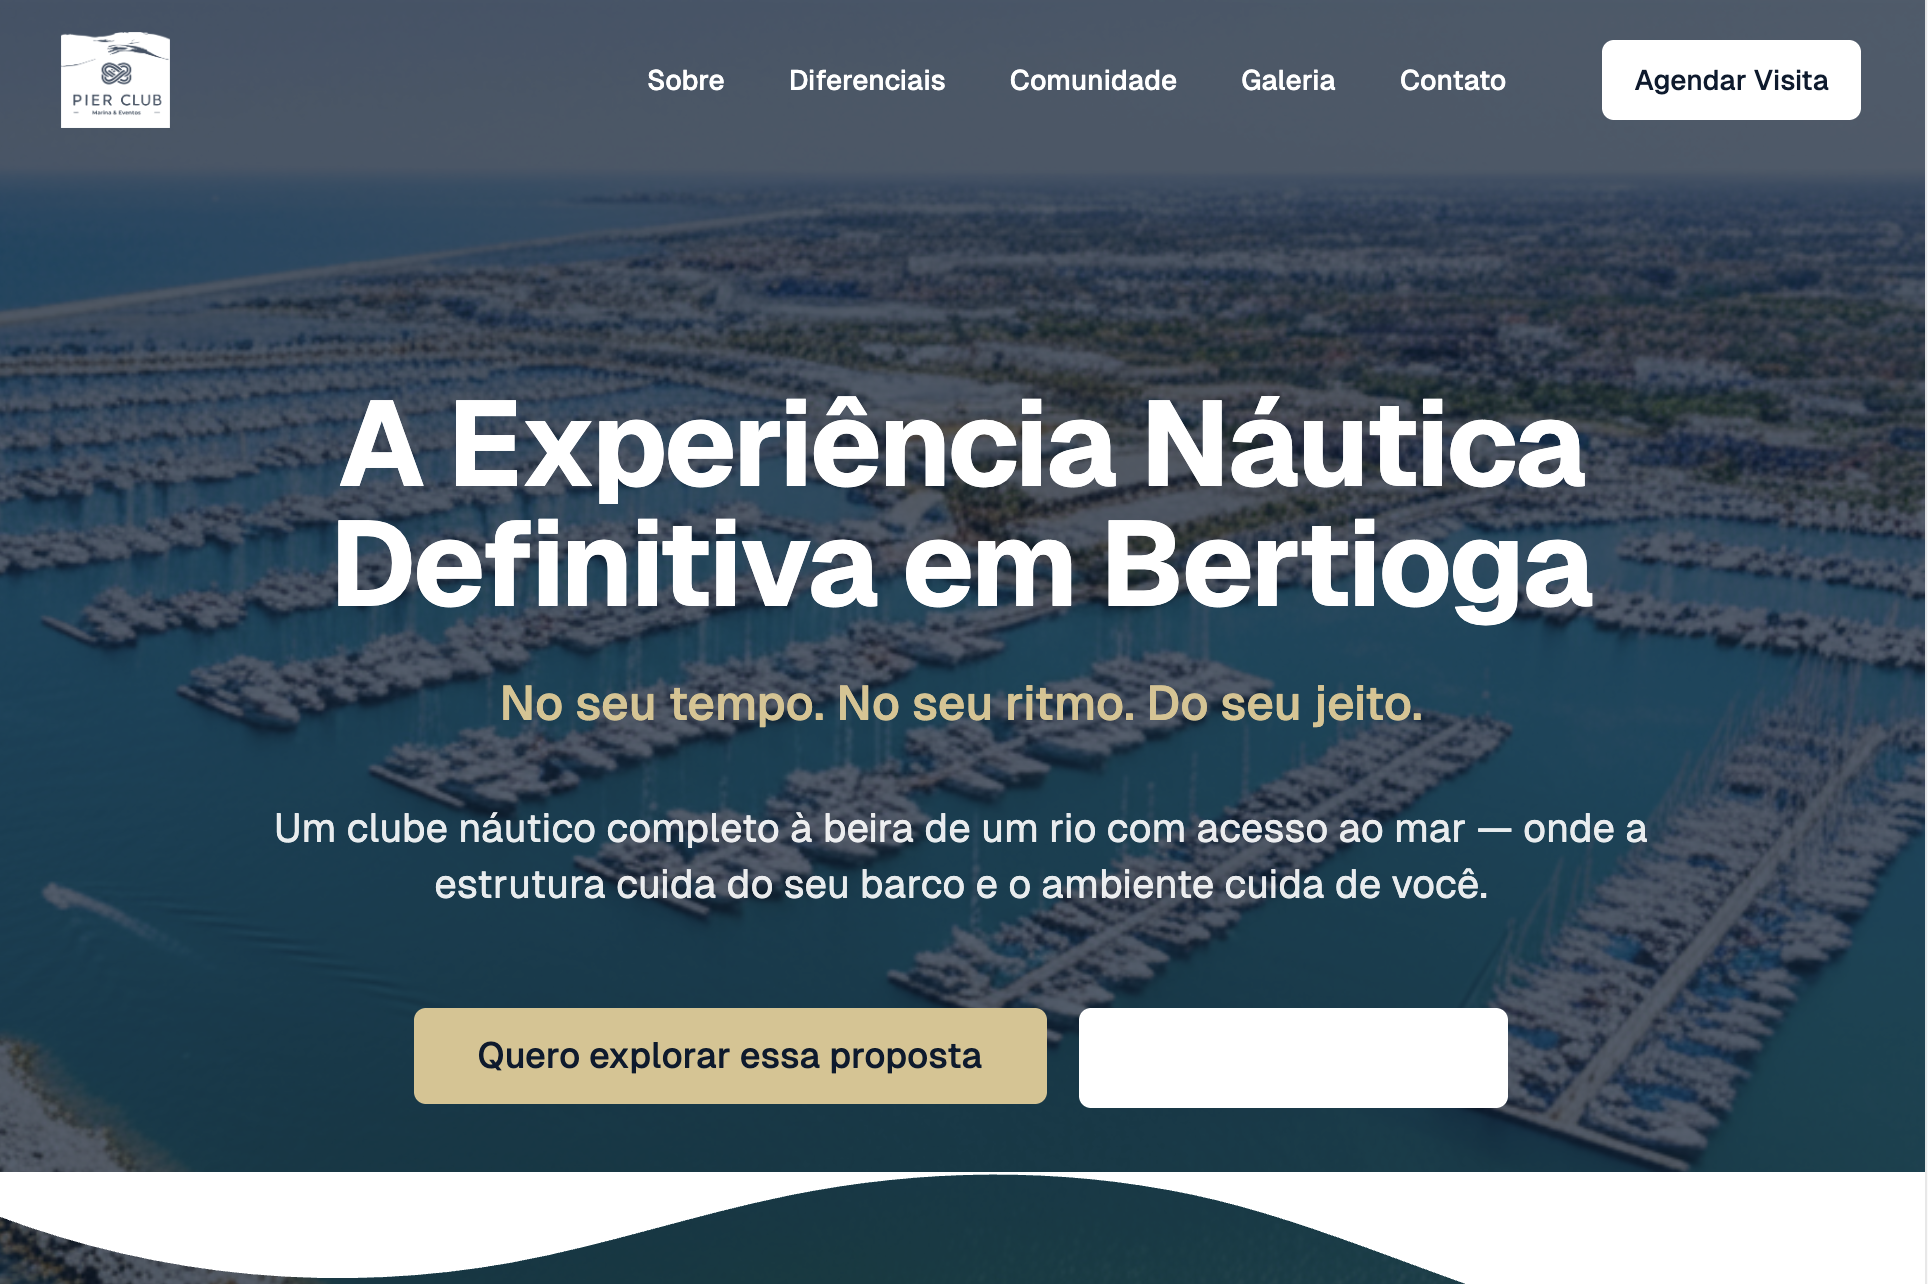 PIER CLUB
Marina & Eventos
Sobre
Diferenciais
Comunidade
Galeria
Contato
Agendar Visita
A Experiência Náutica
Definitiva em Bertioga
No seu tempo. No seu ritmo. Do seu jeito.
Um clube náutico completo à beira de um rio com acesso ao mar — onde a
estrutura cuida do seu barco e o ambiente cuida de você.
Quero explorar essa proposta